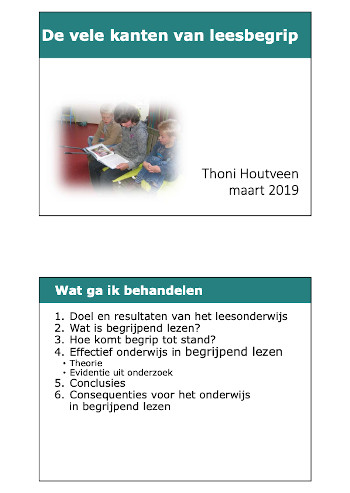 De vele kanten van leesbegrip
Thoni Houtveen
maart 2019
Wat ga ik behandelen
1. Doel en resultaten van het leesonderwijs
2. Wat is begrijpend lezen?
3. Hoe komt begrip tot stand?
4. Effectief onderwijs in begrijpend lezen
• Theorie
• Evidentie uit onderzoek
5. Conclusies
6. Consequenties voor het onderwijs
in begrijpend lezen